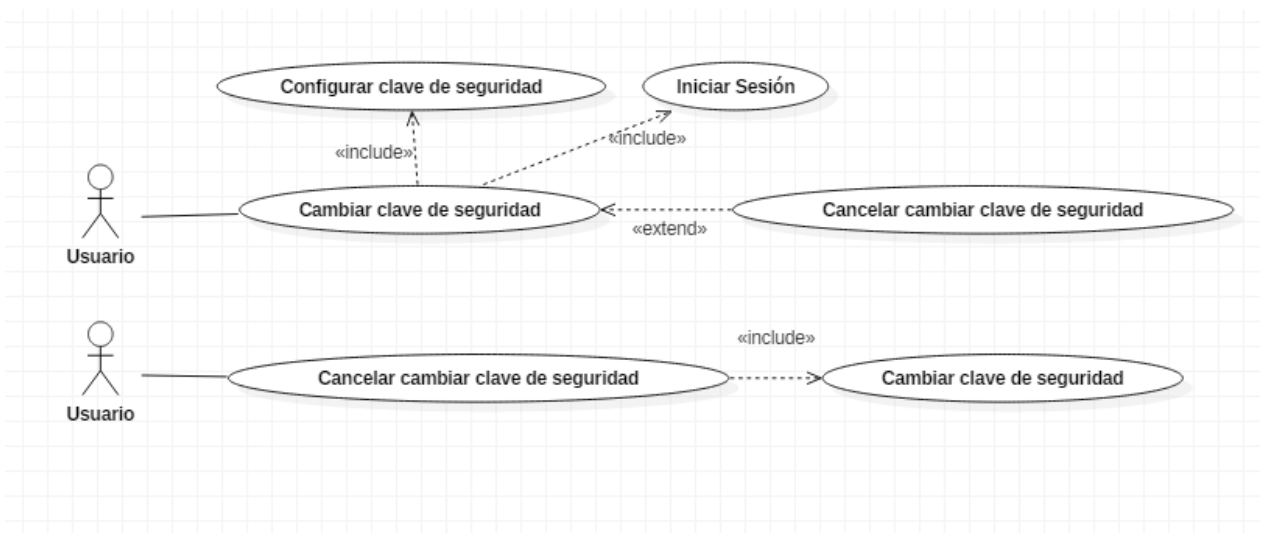 Configurar clave de seguridad
Iniciar Sesión
«include»
«include»
Cambiar clave de seguridad
Cancelar cambiar clave de seguridad
«extend»
Usuario
«include»
Cancelar cambiar clave de seguridad
Cambiar clave de seguridad
Usuario